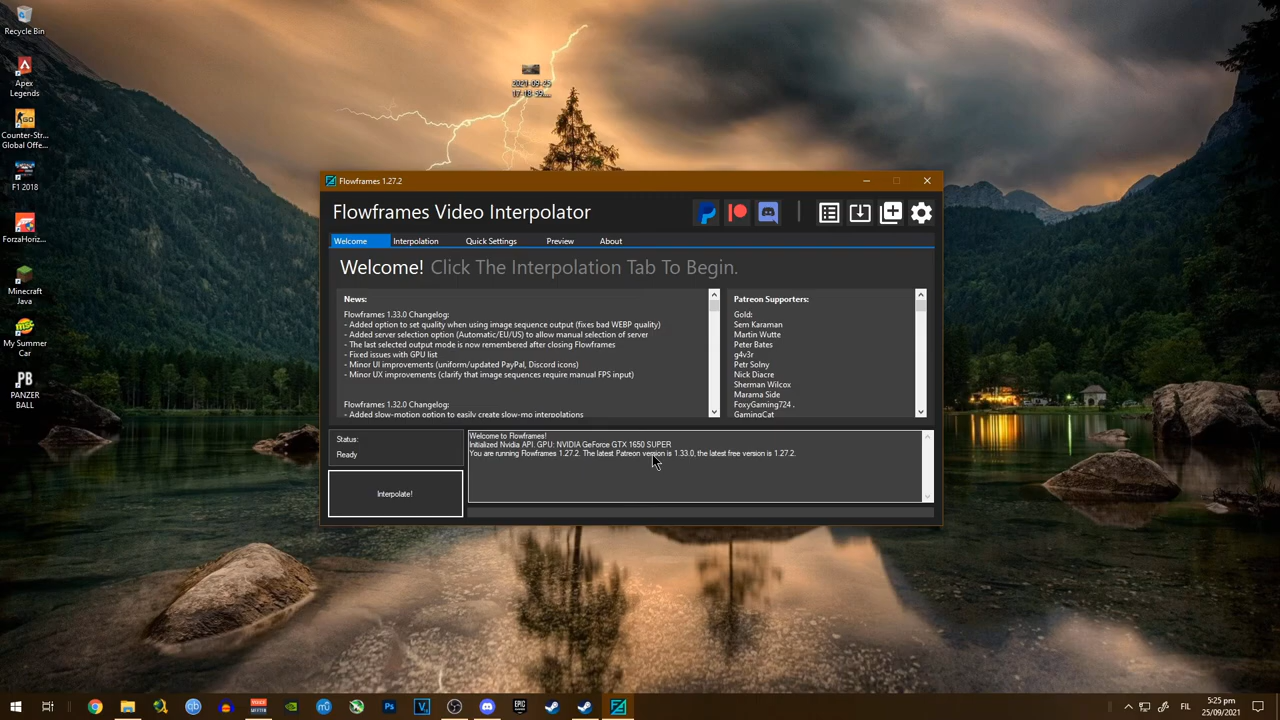 Recycle Bin
Apex
Legends
Counter-Str...
Global Offe...
F1 2018
ForzaHoriz...
Minecraft
Java
My Summer
Car
PANZER
BALL
2021-09-25
17-18-59....
Flowframes 1.27.2
Flowframes Video Interpolator
Welcome
Interpolation
Quick Settings
Preview
About
Welcome! Click The Interpolation Tab To Begin.
News:
Flowframes 1.33.0 Changelog:
- Added option to set quality when using image sequence output (fixes bad WEBP quality)
- Added server selection option (Automatic/EU/US) to allow manual selection of server
- The last selected output mode is now remembered after closing Flowframes
- Fixed issues with GPU list
- Minor UI improvements (uniform/updated PayPal, Discord icons)
- Minor UX improvements (clarify that image sequences require manual FPS input)
Flowframes 1.32.0 Changelog:
- Added slow-motion option to easily create slow-mo interpolations
Patreon Supporters:
Gold:
Sem Karaman
Martin Wutte
Peter Bates
g4v3r
Petr Solny
Nick Diacre
Sherman Wilcox
Marama Side
FoxyGaming724 .
GamingCat
Status:
Ready
Interpolate!
Welcome to Flowframes!
Initialized Nvidia API. GPU: NVIDIA GeForce GTX 1650 SUPER
You are running Flowframes 1.27.2. The latest Patreon version is 1.33.0, the latest free version is 1.27.2.
FIL
5:25 pm
25/09/2021